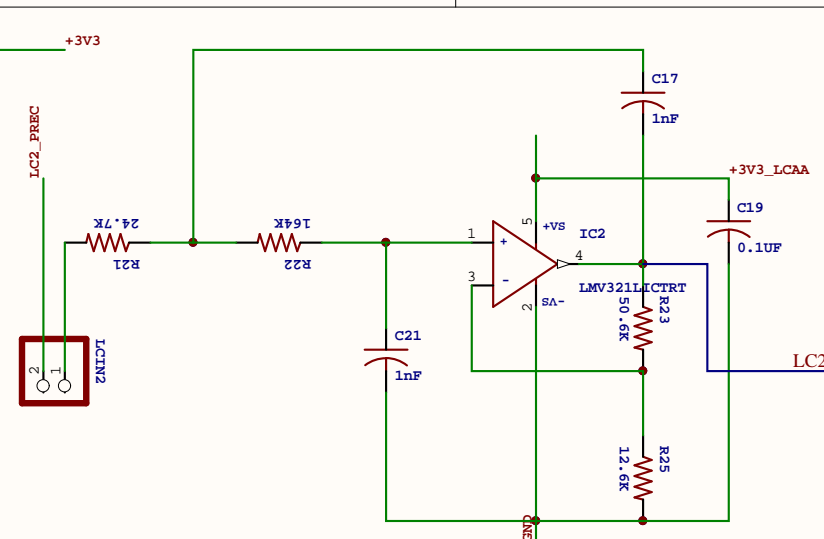 +3V3
C17
1nF
LC2_PREC
+3V3_LCAA
C19
0.1UF
24.7K
R21
164K
R22
1
+
5
+VS
IC2
4
3
-
2
-VS
LMV321LICTRT
R23
50.6K
C21
1nF
LCIN2
2
1
LC2
R25
12.6K